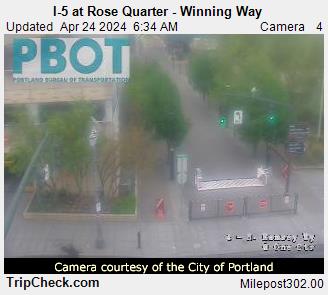 I-5 at Rose Quarter - Winning Way
Updated Apr 24 2024 6:34 AM Camera 4
PBOT
PORTLAND BUREAU OF TRANSPORTATION
Camera courtesy of the City of Portland
TripCheck.com Milepost302.00